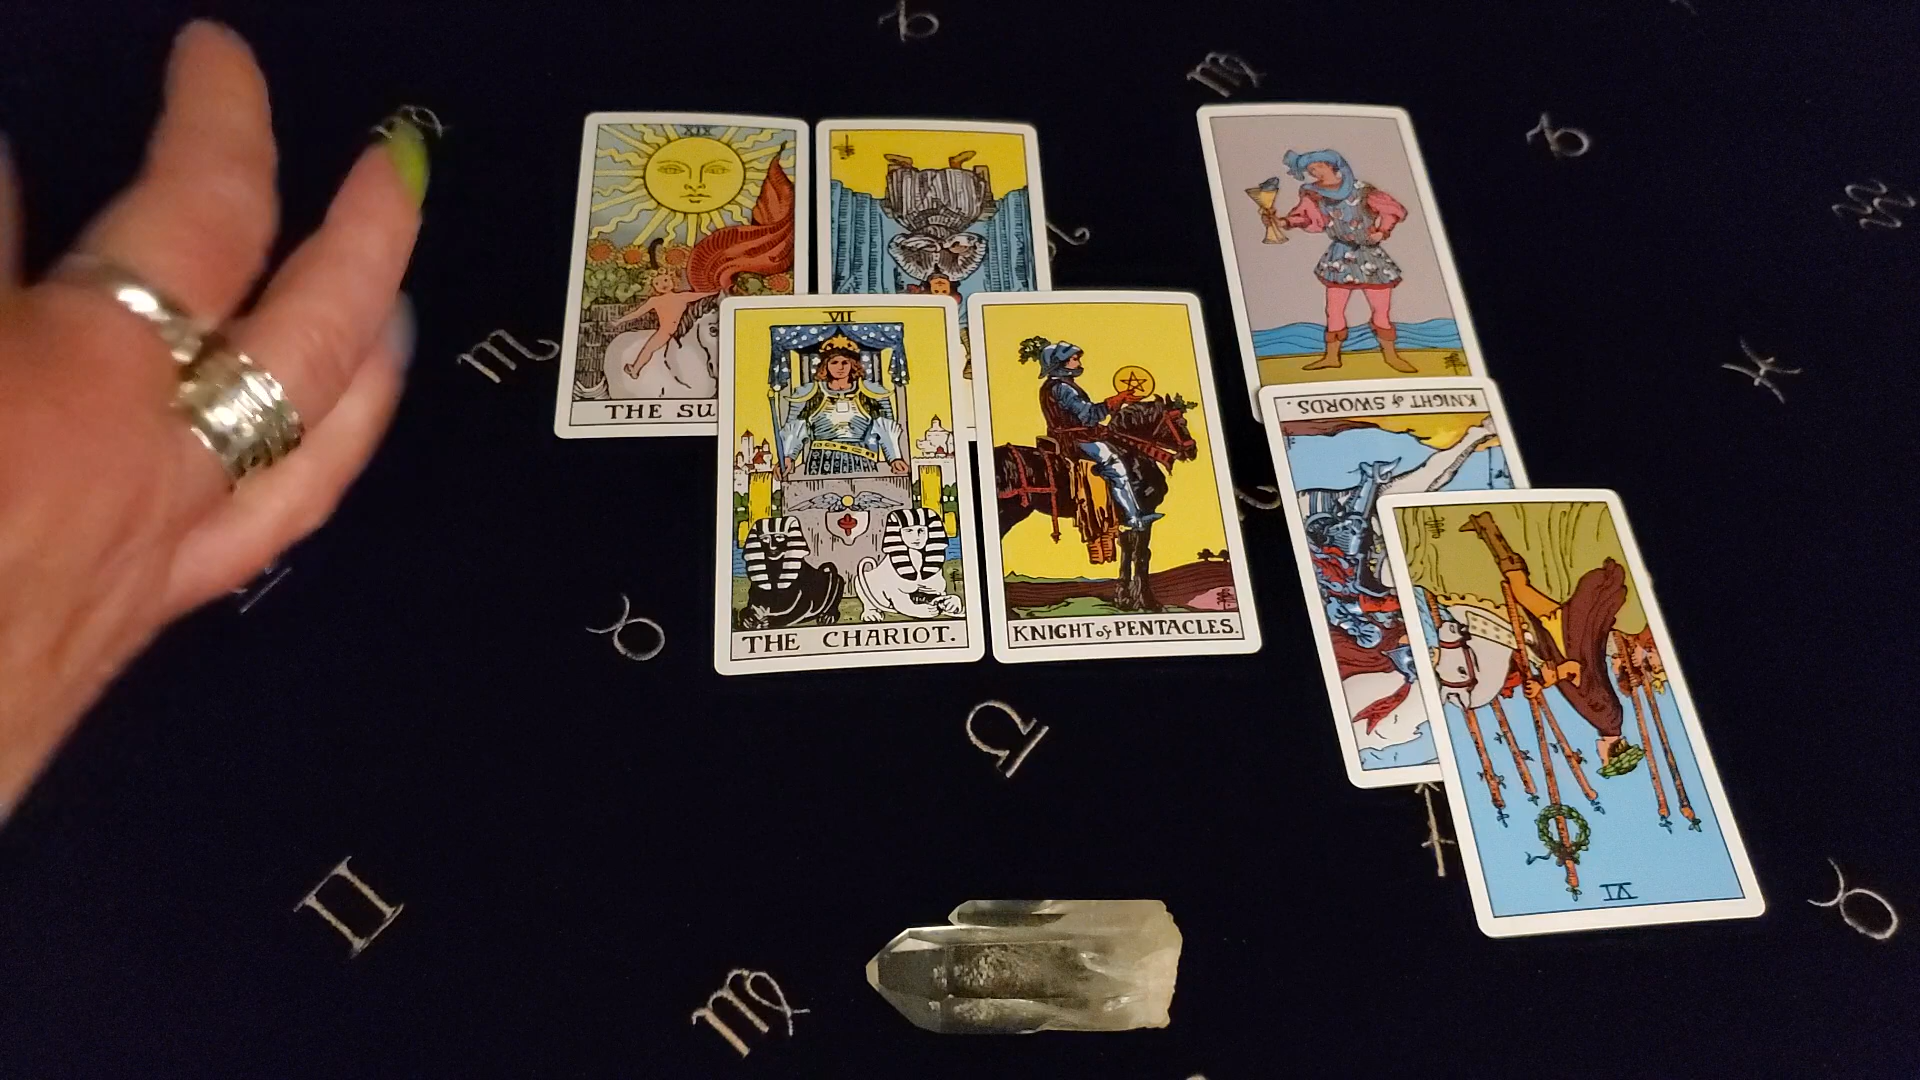 XIX
THE SU
VII
THE CHARIOT.
KNIGHT of PENTACLES.
KNIGHT of SWORDS.
VI